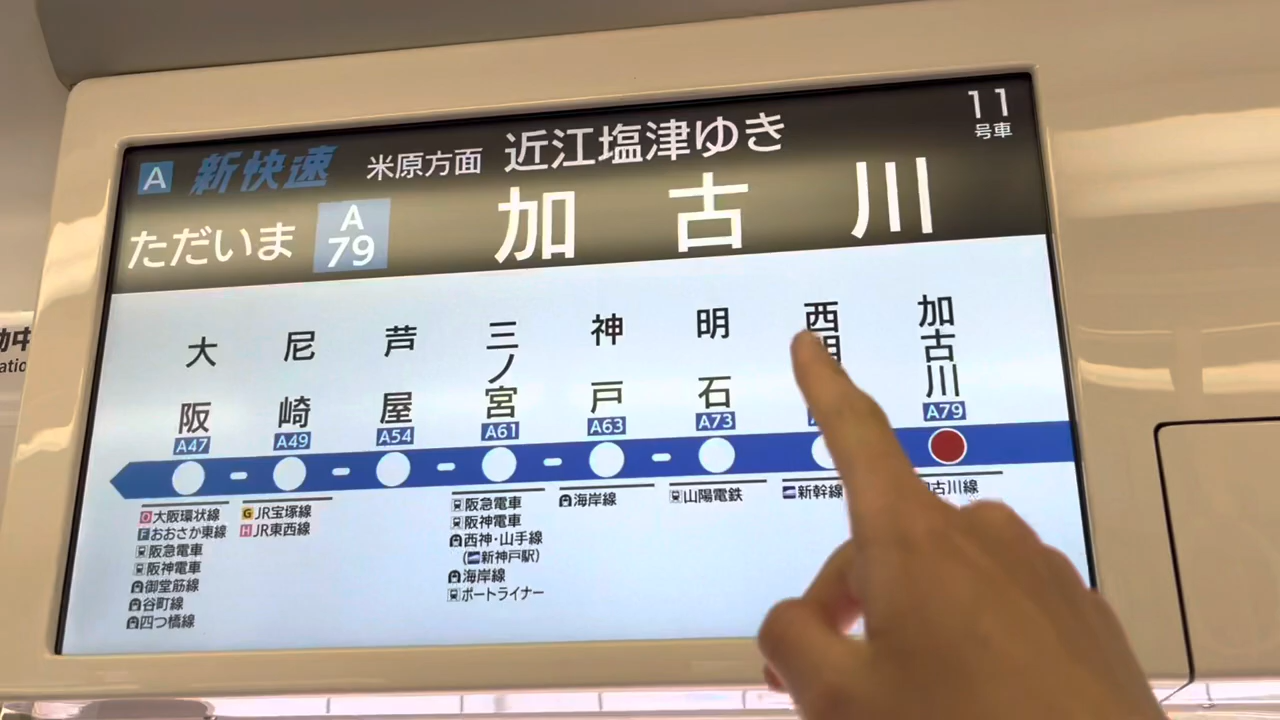 11
号車
A 新快速 米原方面 近江塩津ゆき
ただいま A 79 加古川
大阪 尼崎 芦屋 三ノ宮 神戸 明石 西明 加古川
A47 A49 A54 A61 A63 A73 A79
O 大阪環状線
F おおさか東線
阪急電車
阪神電車
御堂筋線
谷町線
四つ橋線
G JR宝塚線
H JR東西線
阪急電車
阪神電車
西神・山手線
(新神戸駅)
海岸線
ポートライナー
海岸線
山陽電鉄
新幹線
加古川線
動中